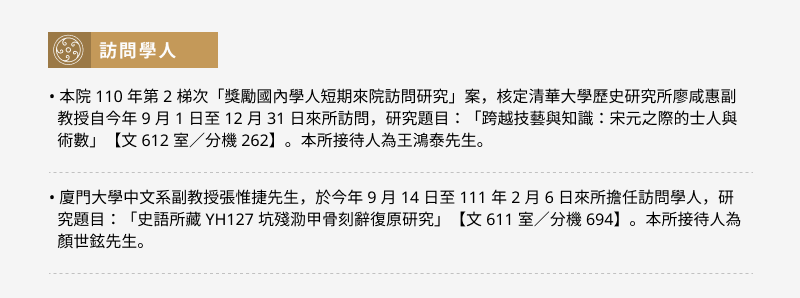 訪問學人
• 本院 110 年第 2 梯次「獎勵國內學人短期來院訪問研究」案，核定清華大學歷史研究所廖咸惠副
教授自今年 9 月 1 日至 12 月 31 日來所訪問，研究題目：「跨越技藝與知識：宋元之際的士人與
術數」【文 612 室／分機 262】。本所接待人為王鴻泰先生。
• 廈門大學中文系副教授張惟捷先生，於今年 9 月 14 日至 111 年 2 月 6 日來所擔任訪問學人，研
究題目：「史語所藏 YH127 坑殘泐甲骨刻辭復原研究」【文 611 室／分機 694】。本所接待人為
顏世鉉先生。